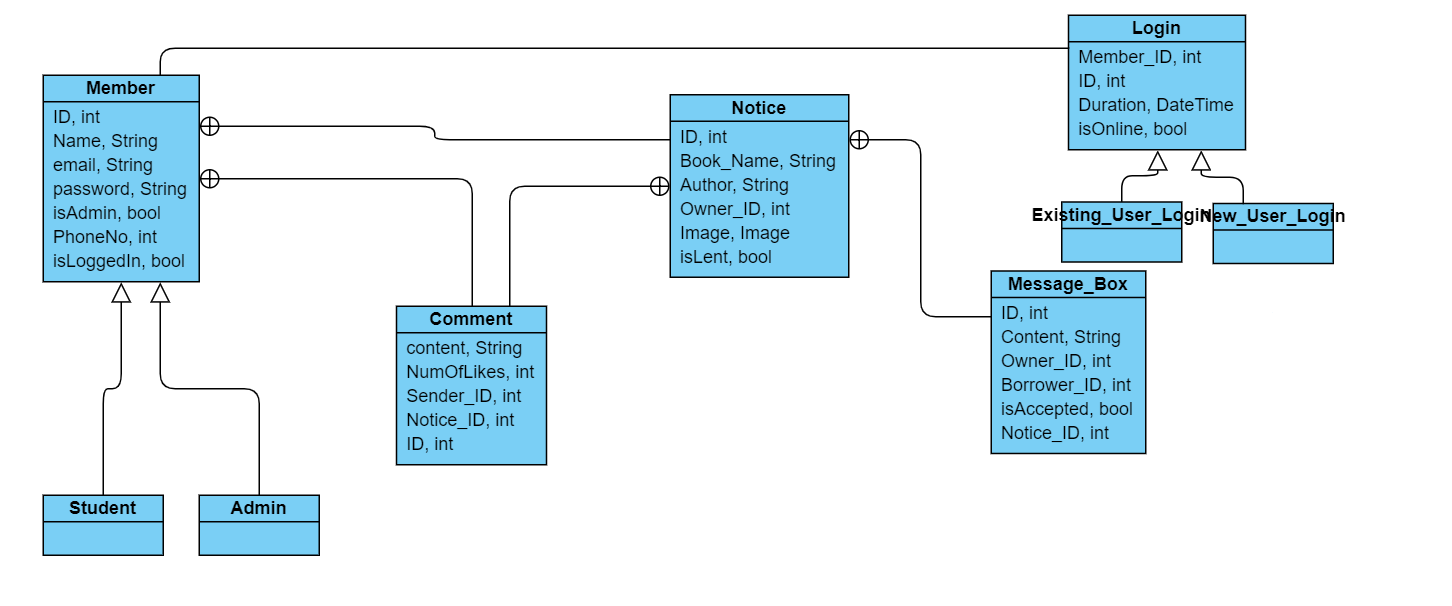 Login
Member_ID, int
ID, int
Duration, DateTime
isOnline, bool
Member
ID, int
Name, String
email, String
password, String
isAdmin, bool
PhoneNo, int
isLoggedIn, bool
Notice
ID, int
Book_Name, String
Author, String
Owner_ID, int
Image, Image
isLent, bool
Existing_User_Login
New_User_Login
Message_Box
ID, int
Content, String
Owner_ID, int
Borrower_ID, int
isAccepted, bool
Notice_ID, int
Comment
content, String
NumOfLikes, int
Sender_ID, int
Notice_ID, int
ID, int
Student
Admin